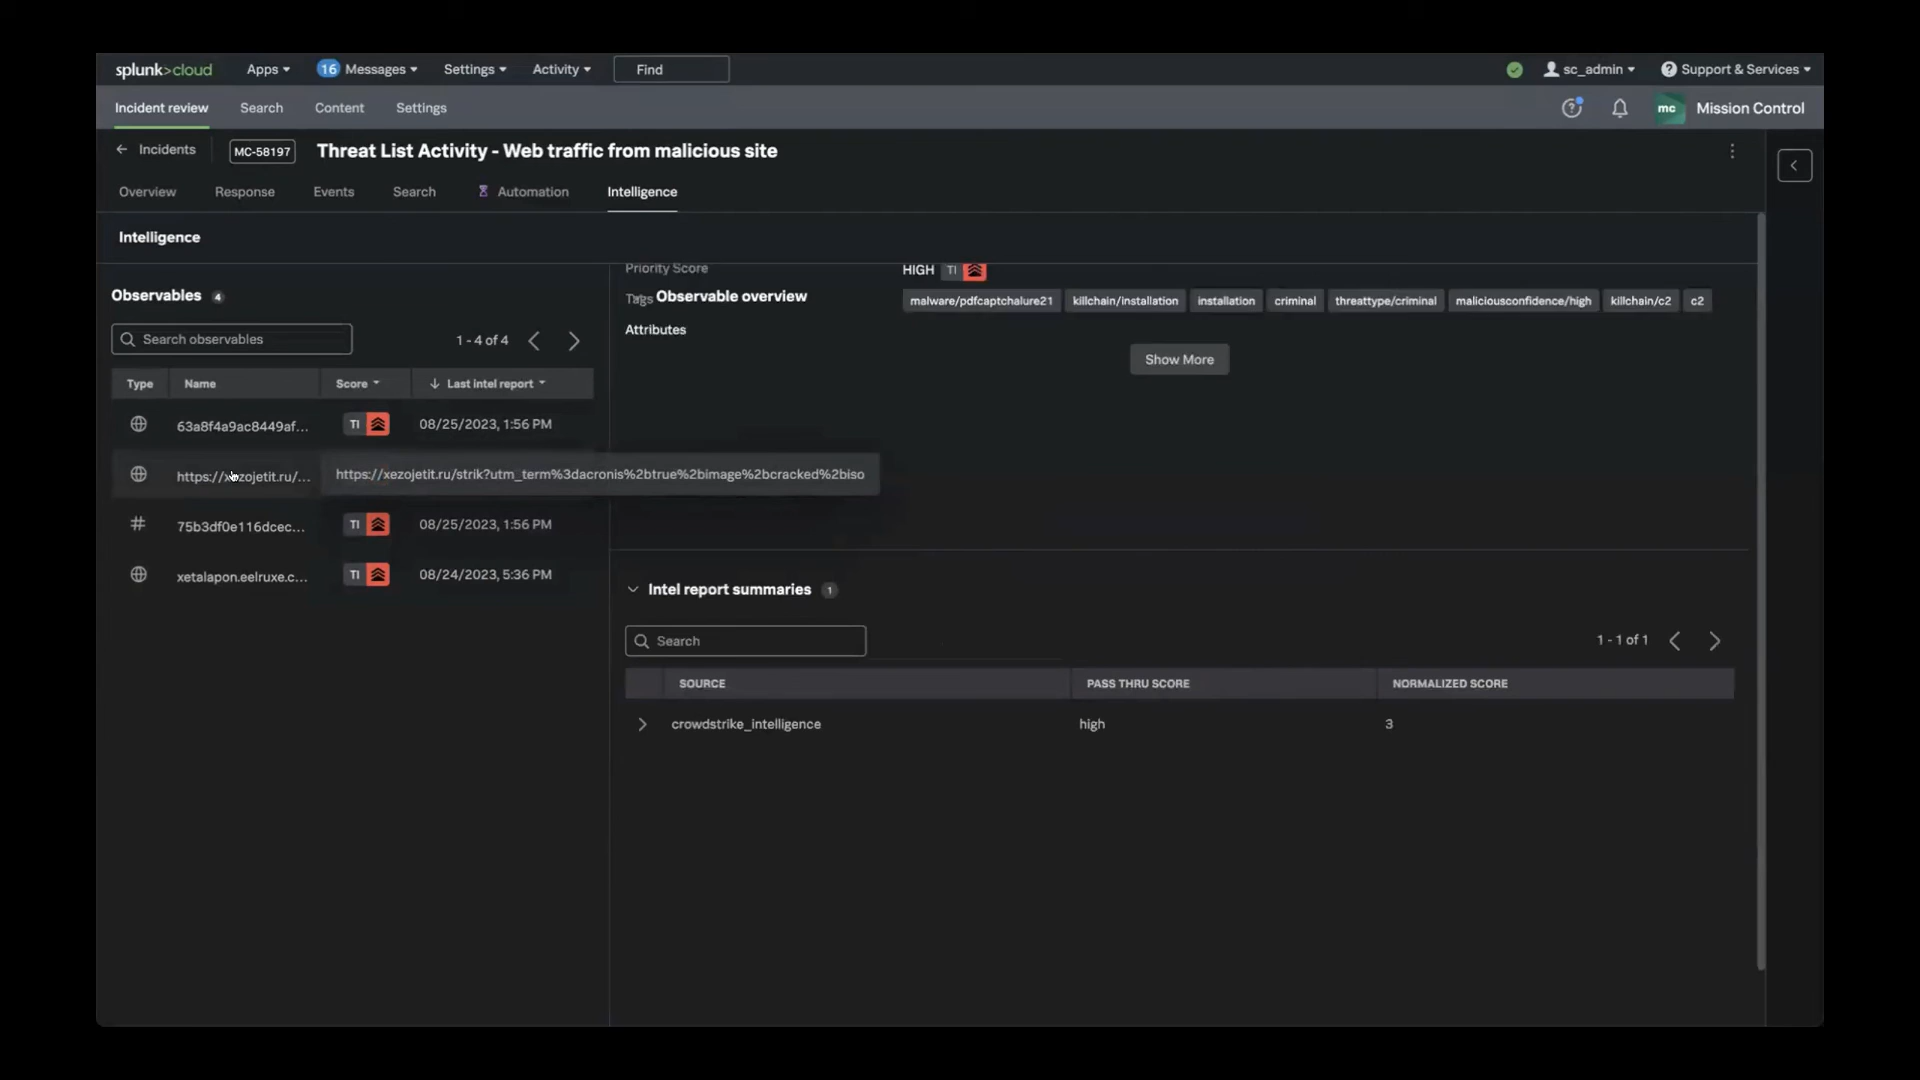 splunk>cloud Apps 16 Messages Settings Activity Find sc_admin Support & Services
Incident review Search Content Settings mc Mission Control
Incidents MC-58197 Threat List Activity - Web traffic from malicious site
Overview Response Events Search Automation Intelligence
Intelligence
Observables 4
Search observables 1 - 4 of 4
Type Name Score Last intel report
63a8f4a9ac8449af... TI 08/25/2023, 1:56 PM
https://xezojetit.ru/... https://xezojetit.ru/strik?utm_term%3dacronis%2btrue%2bimage%2bcracked%2biso
75b3df0e116dcec... TI 08/25/2023, 1:56 PM
xetalapon.eelruxe.c... TI 08/24/2023, 5:36 PM
Priority Score HIGH TI
Tags Observable overview malware/pdfcaptchalure21 killchain/installation installation criminal threattype/criminal maliciousconfidence/high killchain/c2 c2
Attributes
Show More
Intel report summaries 1
Search 1 - 1 of 1
SOURCE PASS THRU SCORE NORMALIZED SCORE
crowdstrike_intelligence high 3